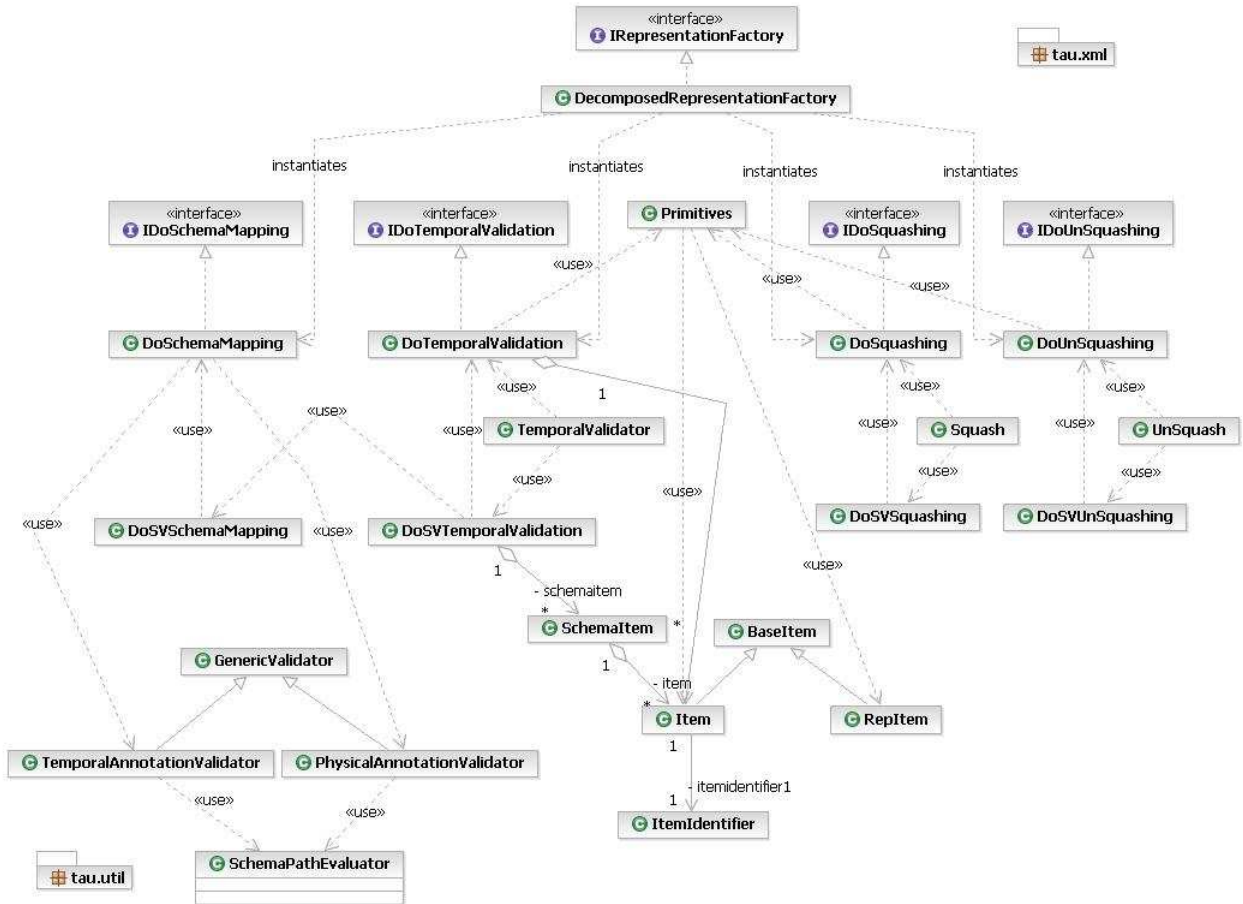 «interface»
IRepresentationFactory
tau.xml
DecomposedRepresentationFactory
instantiates
instantiates
instantiates
instantiates
«interface»
IDoSchemaMapping
«interface»
IDoTemporalValidation
Primitives
«interface»
IDoSquashing
«interface»
IDoUnSquashing
«use»
«use»
«use»
DoSchemaMapping
DoTemporalValidation
DoSquashing
DoUnSquashing
1
«use»
«use»
«use»
«use»
«use»
«use»
«use»
«use»
TemporalValidator
Squash
UnSquash
«use»
«use»
«use»
«use»
«use»
«use»
DoSVSchemaMapping
DoSVTemporalValidation
DoSVSquashing
DoSVUnSquashing
«use»
1
- schemaitem
*
SchemaItem
*
BaseItem
GenericValidator
1
- item
*
Item
RepItem
1
TemporalAnnotationValidator
PhysicalAnnotationValidator
- itemidentifier1
1
«use»
«use»
ItemIdentifier
SchemaPathEvaluator
tau.util